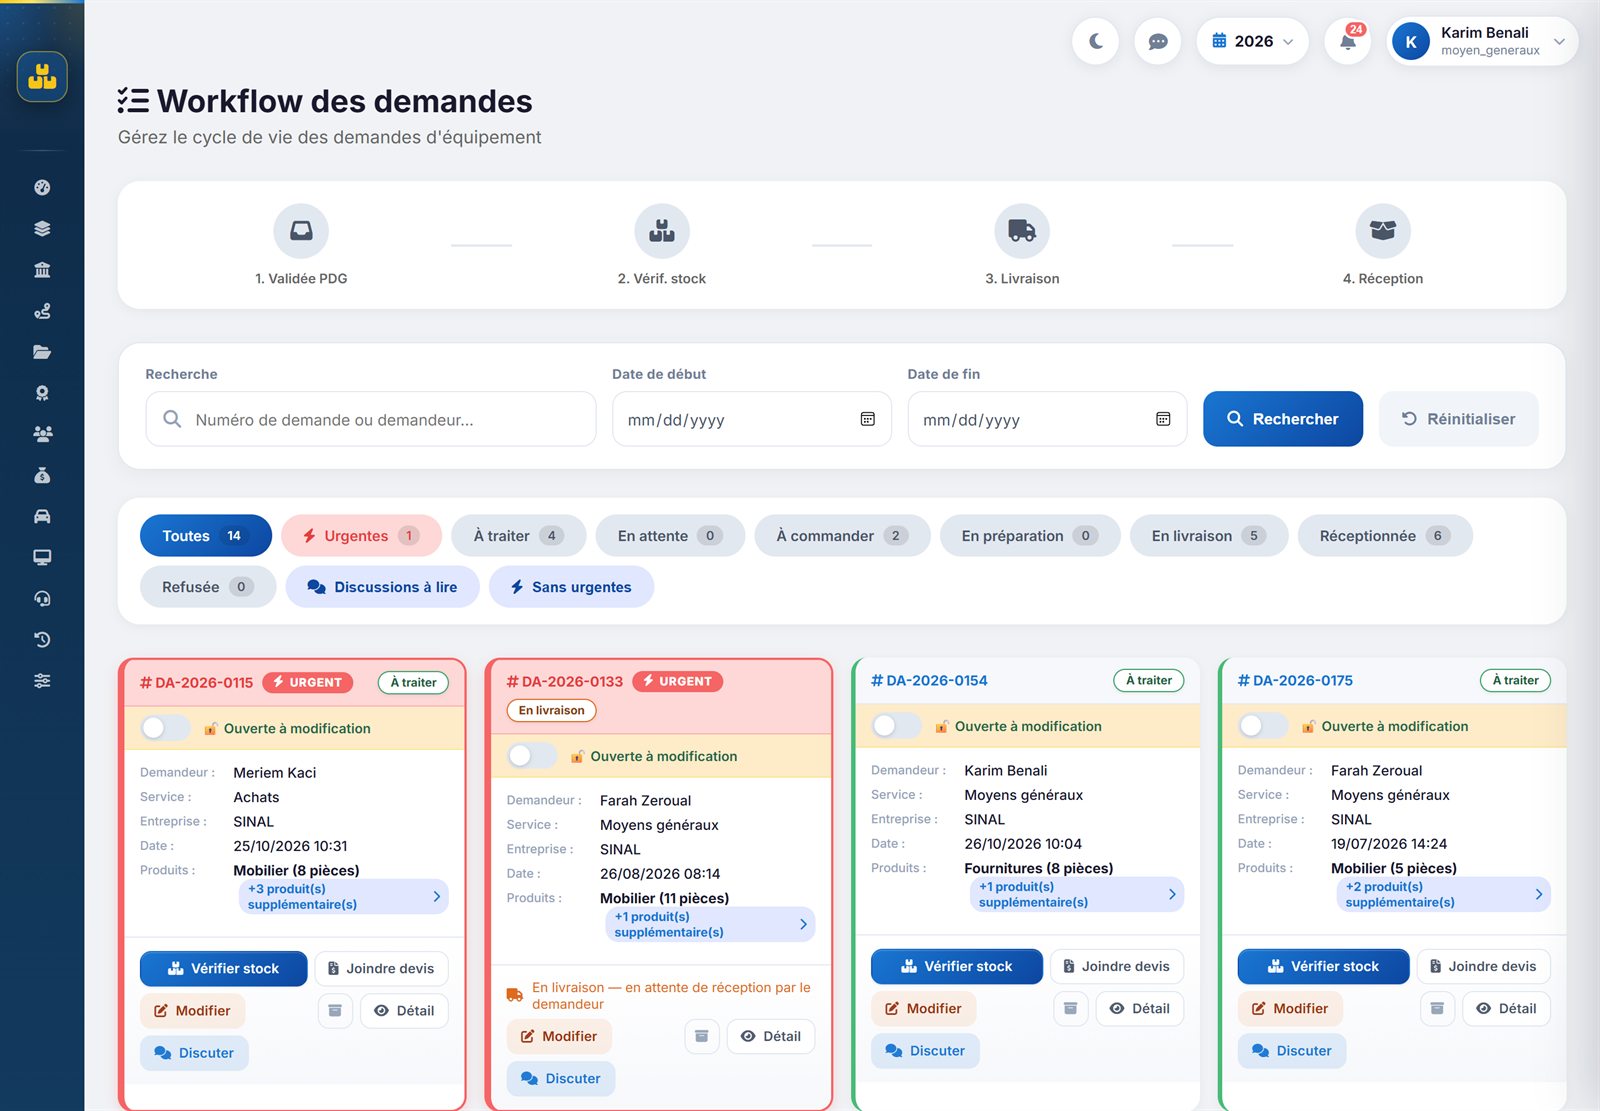 2026
24
K
Karim Benali
moyen_generaux
Workflow des demandes
Gérez le cycle de vie des demandes d'équipement
1. Validée PDG
2. Vérif. stock
3. Livraison
4. Réception
Recherche
Date de début
Date de fin
Numéro de demande ou demandeur...
mm/dd/yyyy
mm/dd/yyyy
Rechercher
Réinitialiser
Toutes 14
Urgentes 1
À traiter 4
En attente 0
À commander 2
En préparation 0
En livraison 5
Réceptionnée 6
Refusée 0
Discussions à lire
Sans urgentes
# DA-2026-0115
URGENT
À traiter
Ouverte à modification
Demandeur : Meriem Kaci
Service : Achats
Entreprise : SINAL
Date : 25/10/2026 10:31
Produits : Mobilier (8 pièces)
+3 produit(s)
supplémentaire(s)
Vérifier stock
Joindre devis
Modifier
Détail
Discuter
# DA-2026-0133
URGENT
En livraison
Ouverte à modification
Demandeur : Farah Zeroual
Service : Moyens généraux
Entreprise : SINAL
Date : 26/08/2026 08:14
Produits : Mobilier (11 pièces)
+1 produit(s)
supplémentaire(s)
En livraison — en attente de réception par le
demandeur
Modifier
Détail
Discuter
# DA-2026-0154
À traiter
Ouverte à modification
Demandeur : Karim Benali
Service : Moyens généraux
Entreprise : SINAL
Date : 26/10/2026 10:04
Produits : Fournitures (8 pièces)
+1 produit(s)
supplémentaire(s)
Vérifier stock
Joindre devis
Modifier
Détail
Discuter
# DA-2026-0175
À traiter
Ouverte à modification
Demandeur : Farah Zeroual
Service : Moyens généraux
Entreprise : SINAL
Date : 19/07/2026 14:24
Produits : Mobilier (5 pièces)
+2 produit(s)
supplémentaire(s)
Vérifier stock
Joindre devis
Modifier
Détail
Discuter